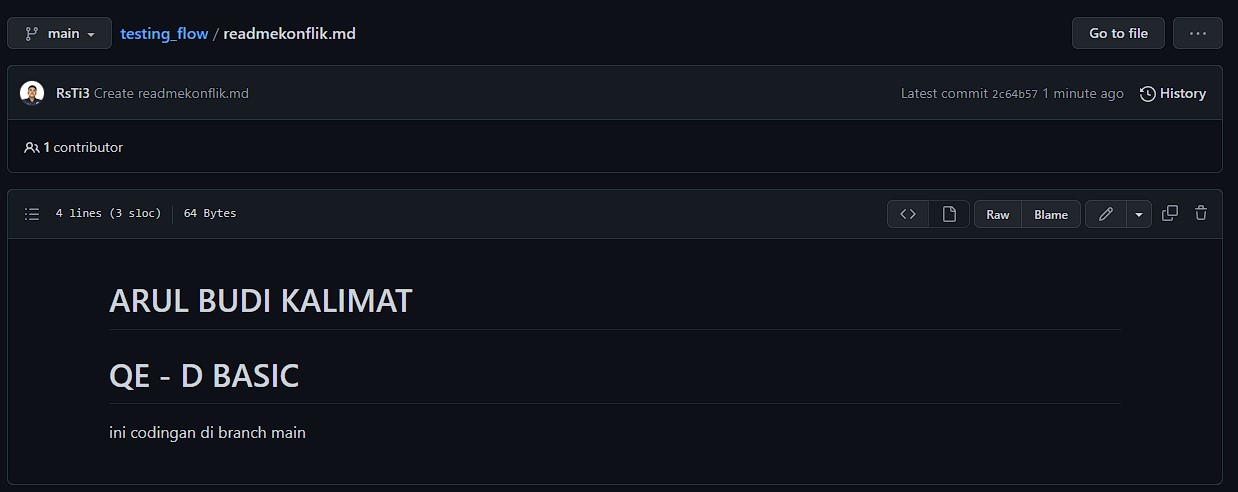 main
testing_flow / readmekonflik.md
Go to file
RsTi3 Create readmekonflik.md
Latest commit 2c64b57 1 minute ago
History
1 contributor
4 lines (3 sloc)
64 Bytes
Raw
Blame
ARUL BUDI KALIMAT
QE - D BASIC
ini codingan di branch main